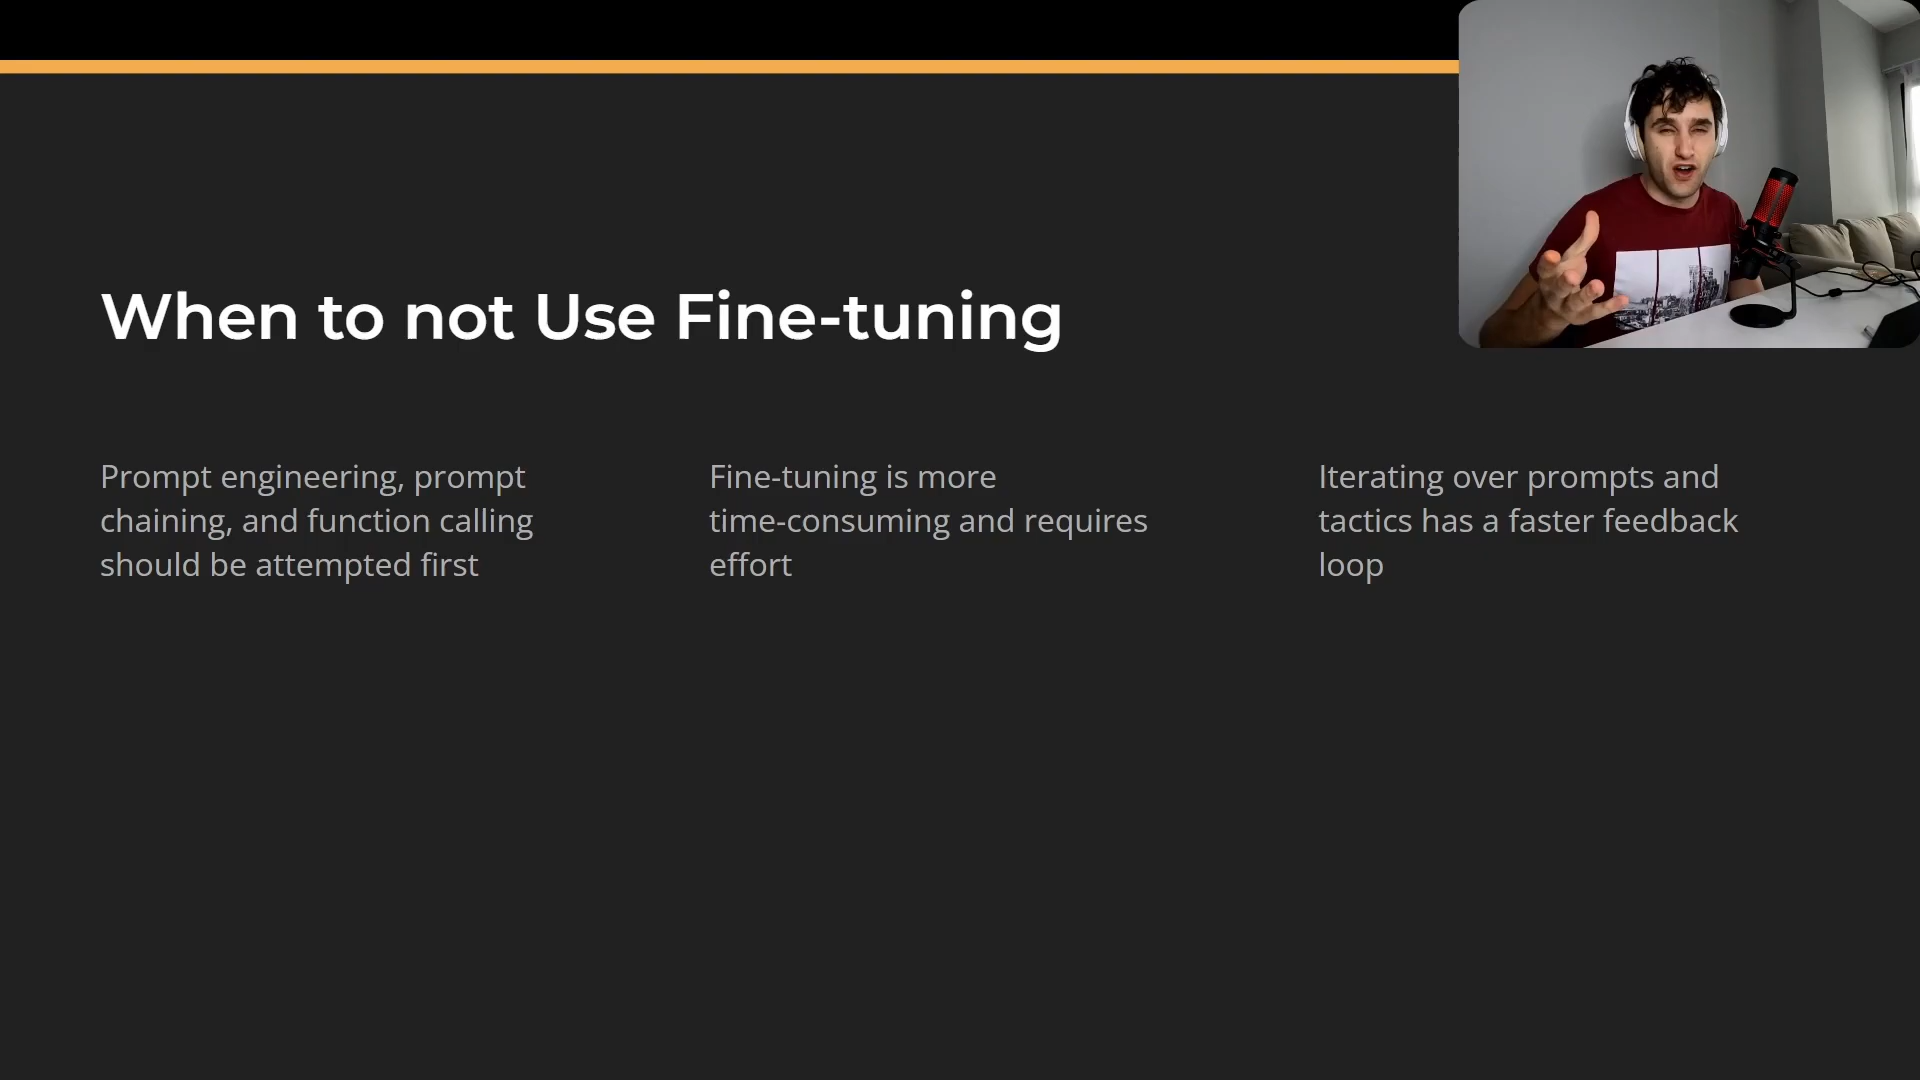 When to not Use Fine-tuning
Prompt engineering, prompt
chaining, and function calling
should be attempted first
Fine-tuning is more
time-consuming and requires
effort
Iterating over prompts and
tactics has a faster feedback
loop